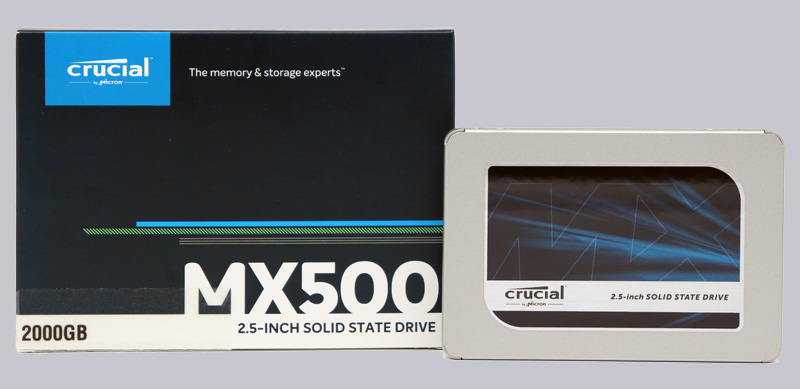 crucial
by Micron
The memory & storage experts™
MX500
2.5-INCH SOLID STATE DRIVE
2000GB
crucial
by Micron
2.5-inch SOLID STATE DRIVE